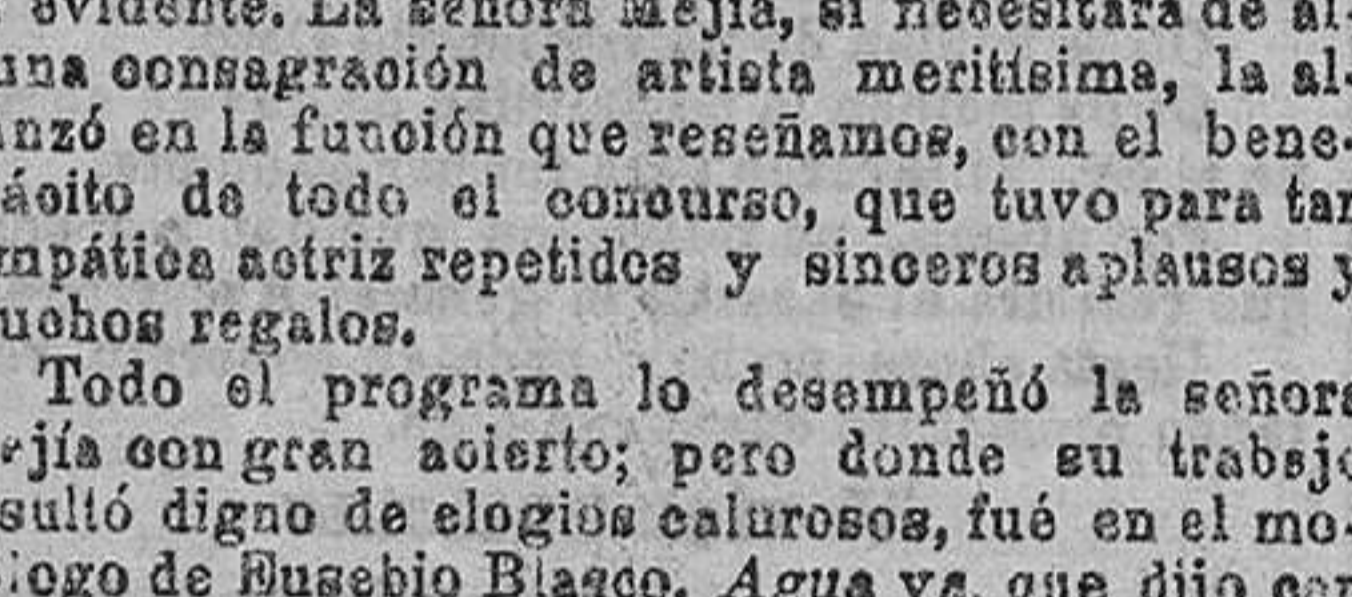 evidente. La señora Mejía, si necesitara de al-
una consagración de artista meritísima, la al-
nzó en la función que reseñamos, con el bene-
ácito de todo el concurso, que tuvo para tan
mpática actriz repetidos y sinceros aplausos y
uchos regalos.
Todo el programa lo desempeñó la señora
ejía con gran acierto; pero donde su trabajo
sultó digno de elogios calurosos, fué en el mo-
logo de Eusebio Blasco, Agua va, que dijo con